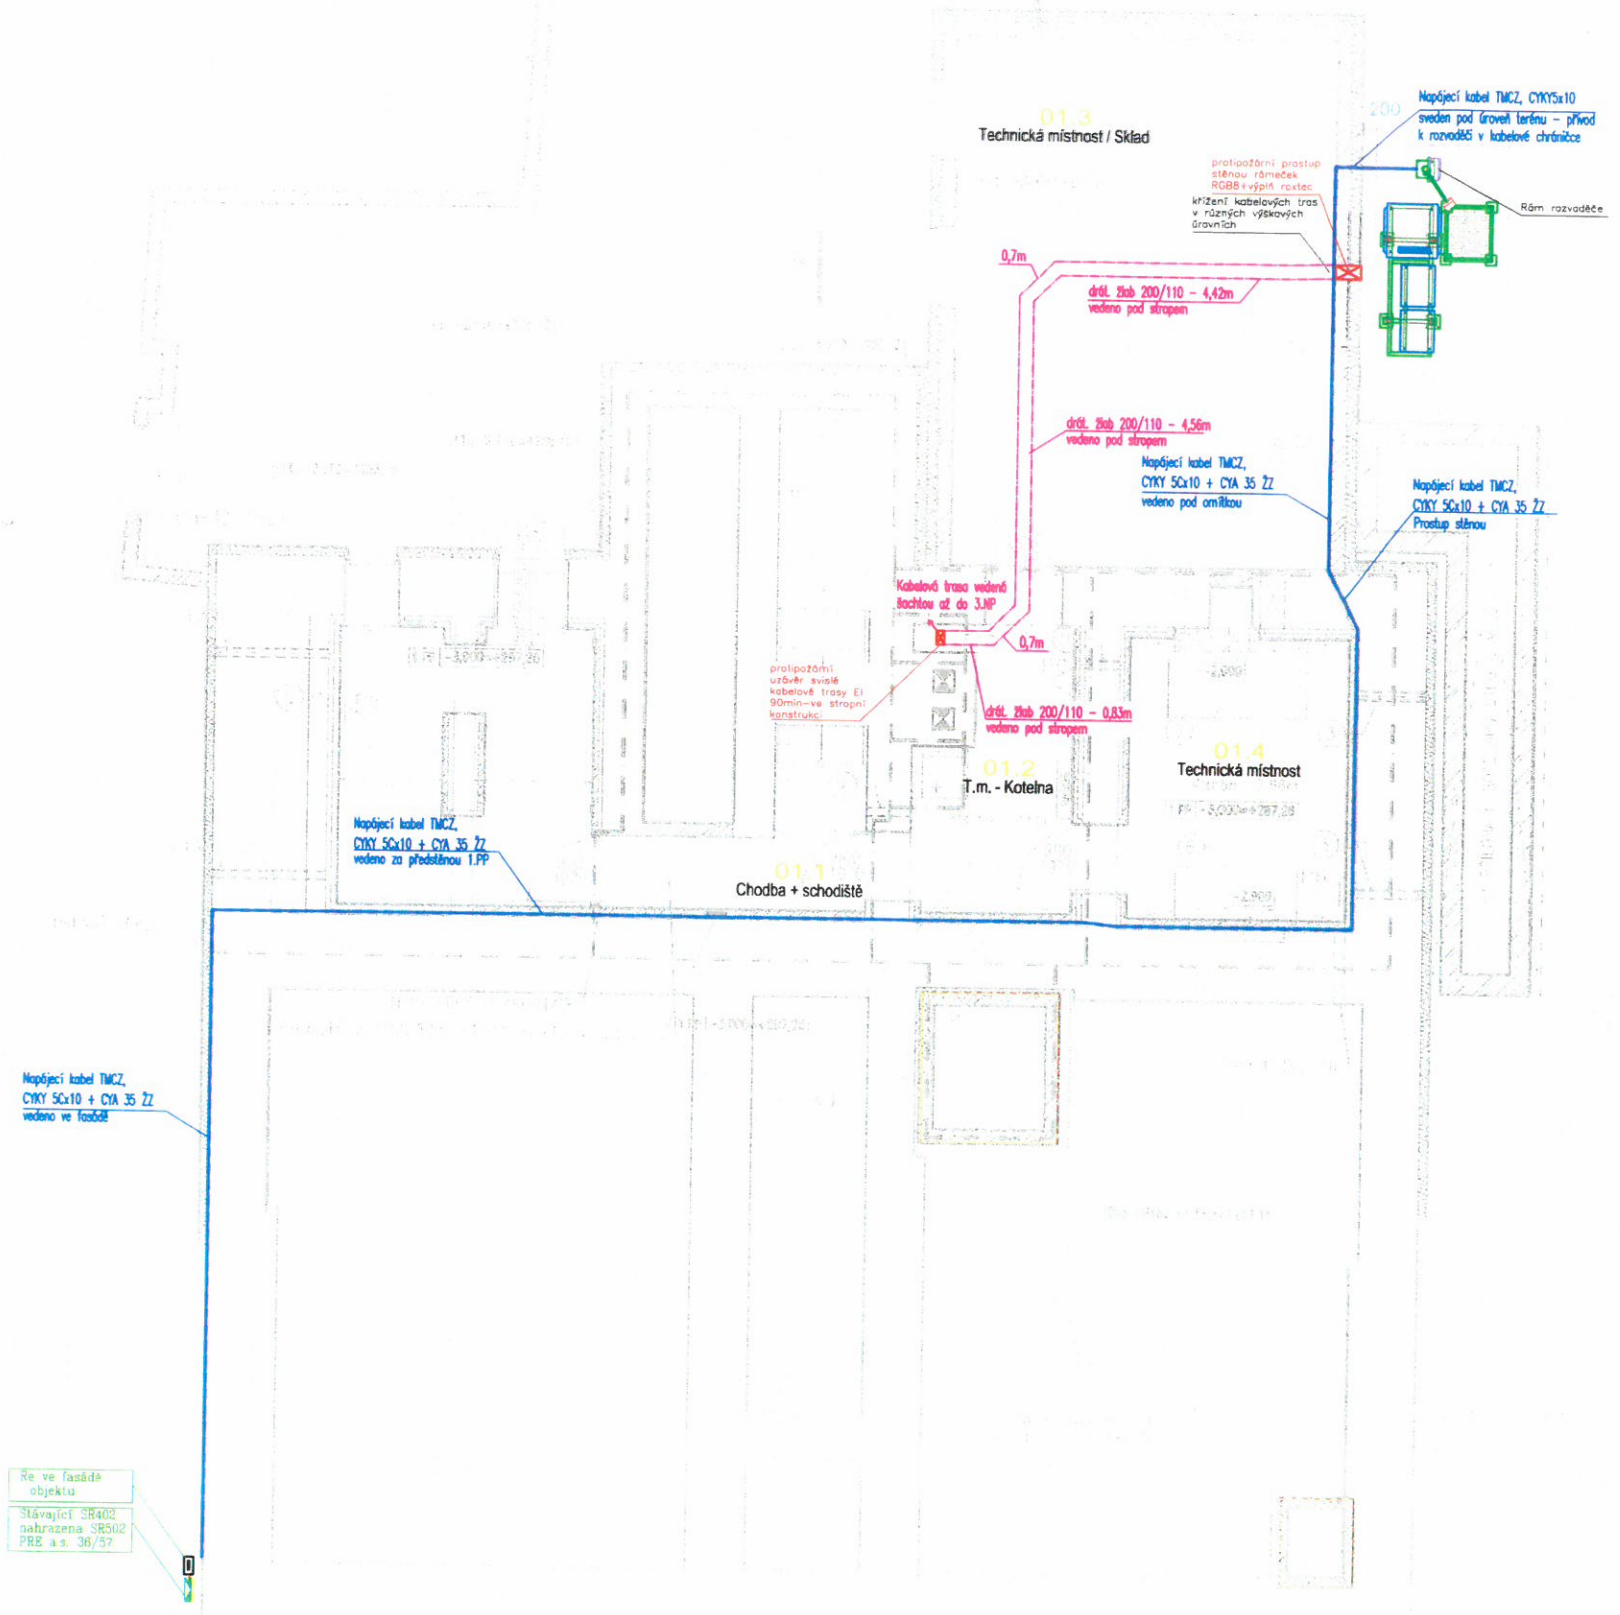 01.3
Technická místnost / Sklad
200
Napájecí kabel TMCZ, CYKY5x10
sveden pod úroveň terénu - přívod
k rozvaděči v kabelové chráničce
protipožární prostup
stěnou rámeček
RGB8+výplň roxtec
křížení kabelových tras
v různých výškových
úrovních
Rám rozvaděče
0,7m
drát. žlab 200/110 - 4,42m
vedeno pod stropem
drát. žlab 200/110 - 4,56m
vedeno pod stropem
Napájecí kabel TMCZ,
CYKY 5Cx10 + CYA 35 ŽZ
vedeno pod omítkou
Napájecí kabel TMCZ,
CYKY 5Cx10 + CYA 35 ŽZ
Prostup stěnou
Kabelová trasa vedená
šachtou až do 3.NP
0,7m
protipožární
uzávěr svislé
kabelové trasy EI
90min-ve stropní
konstrukci
drát. žlab 200/110 - 0,83m
vedeno pod stropem
01.2
T.m. - Kotelna
01.4
Technická místnost
-2,900
Napájecí kabel TMCZ,
CYKY 5Cx10 + CYA 35 ŽZ
vedeno za předstěnou 1.PP
01.1
Chodba + schodiště
Napájecí kabel TMCZ,
CYKY 5Cx10 + CYA 35 ŽZ
vedeno ve fasádě
Re ve fasádě
objektu
Stávající SR402
nahrazena SR502
PRE a.s. 36/57